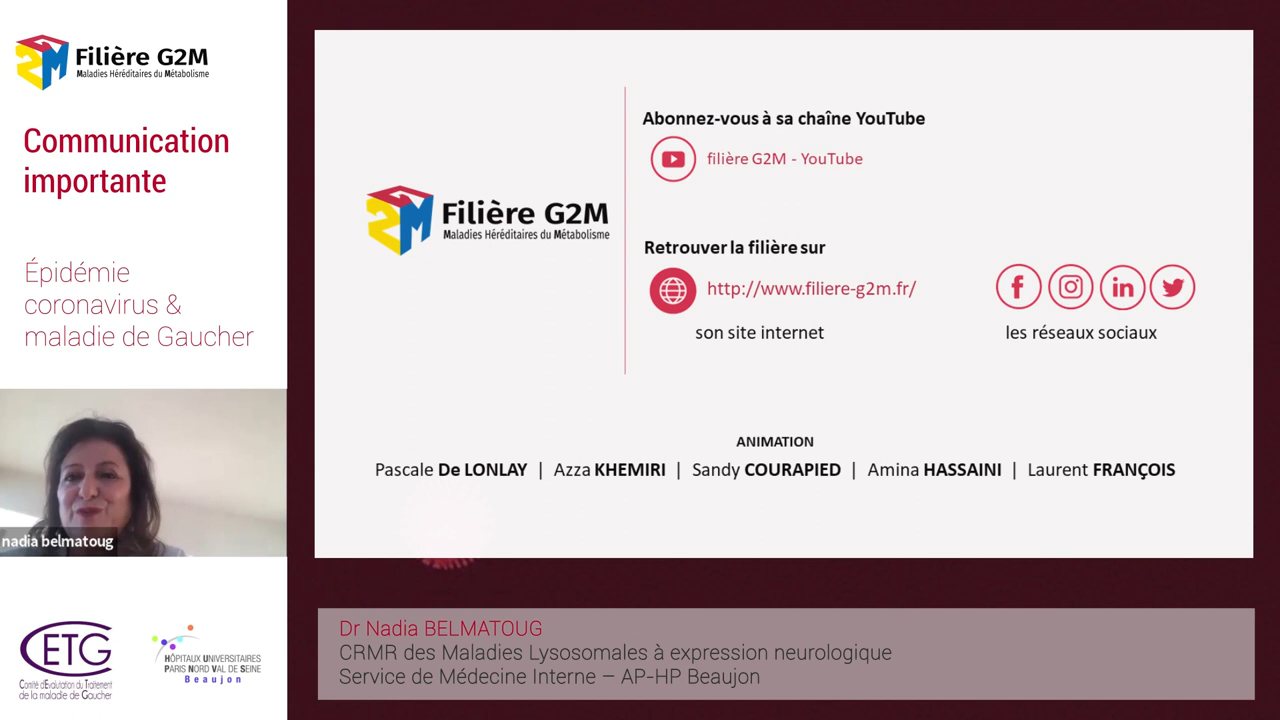 Filière G2M
Maladies Héréditaires du Métabolisme
Communication
importante
Épidémie
coronavirus &
maladie de Gaucher
nadia belmatoug
CETG
Comité d'Evalutation du Traitement
de la maladie de Gaucher
HÔPITAUX UNIVERSITAIRES
PARIS NORD VAL DE SEINE
Beaujon
2M Filière G2M
Maladies Héréditaires du Métabolisme
Abonnez-vous à sa chaîne YouTube
filière G2M - YouTube
Retrouver la filière sur
http://www.filiere-g2m.fr/
son site internet
les réseaux sociaux
ANIMATION
Pascale De LONLAY | Azza KHEMIRI | Sandy COURAPIED | Amina HASSAINI | Laurent FRANÇOIS
Dr Nadia BELMATOUG
CRMR des Maladies Lysosomales à expression neurologique
Service de Médecine Interne – AP-HP Beaujon